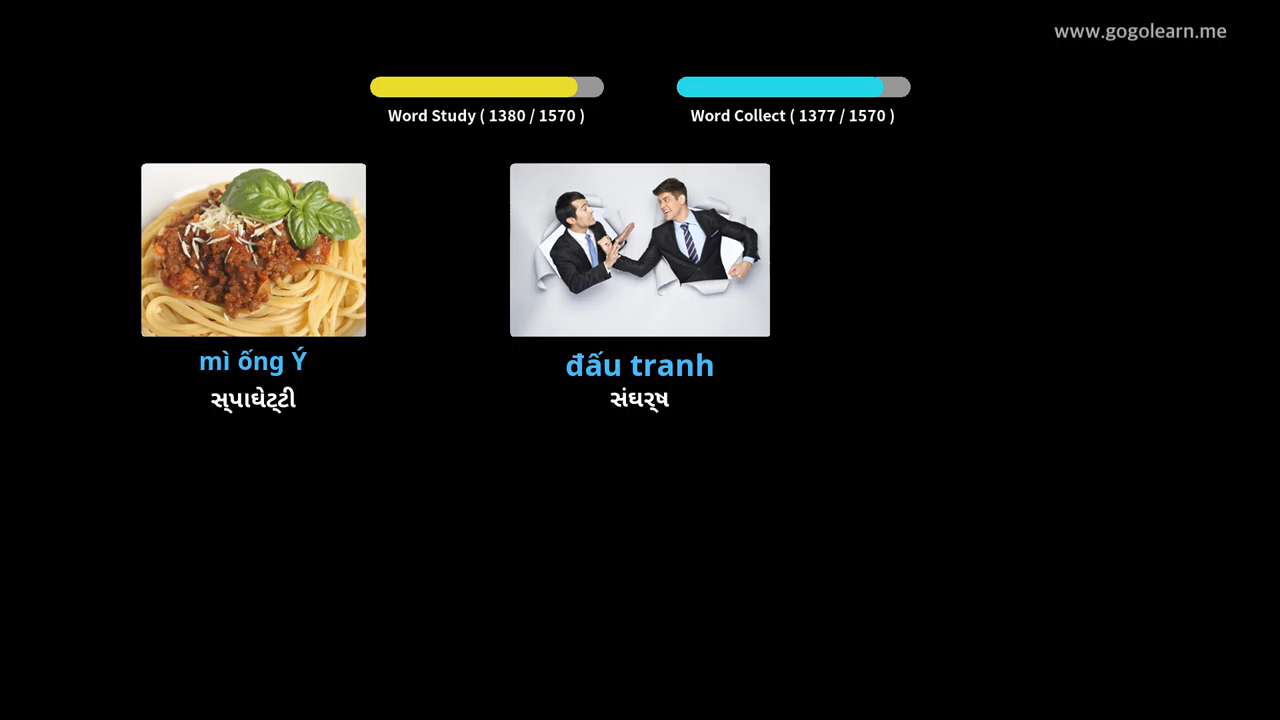 www.gogolearn.me
Word Study ( 1380 / 1570 )
Word Collect ( 1377 / 1570 )
mì ống Ý
સ્પાઘેટ્ટી
đấu tranh
સંઘર્ષ